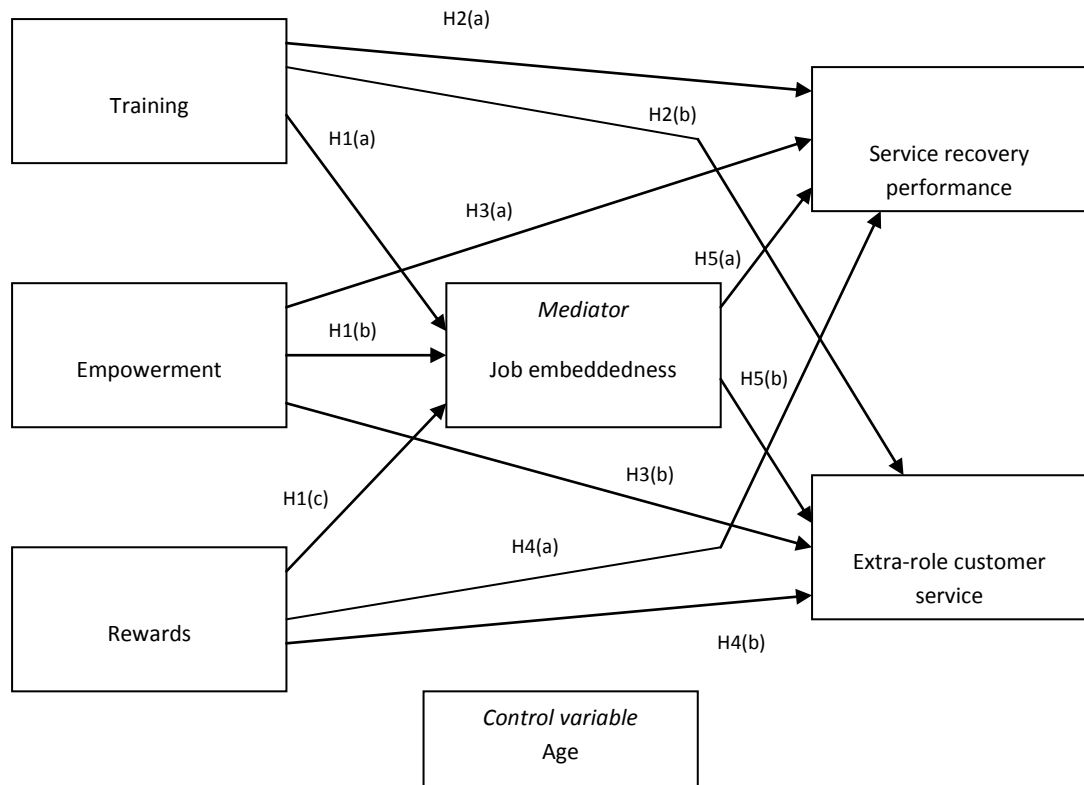 H2(a)
Training
H2(b)
H1(a)
Service recovery
performance
H3(a)
H5(a)
Mediator
H1(b)
Empowerment
Job embeddedness
H5(b)
H3(b)
H1(c)
H4(a)
Extra-role customer
service
Rewards
H4(b)
Control variable
Age